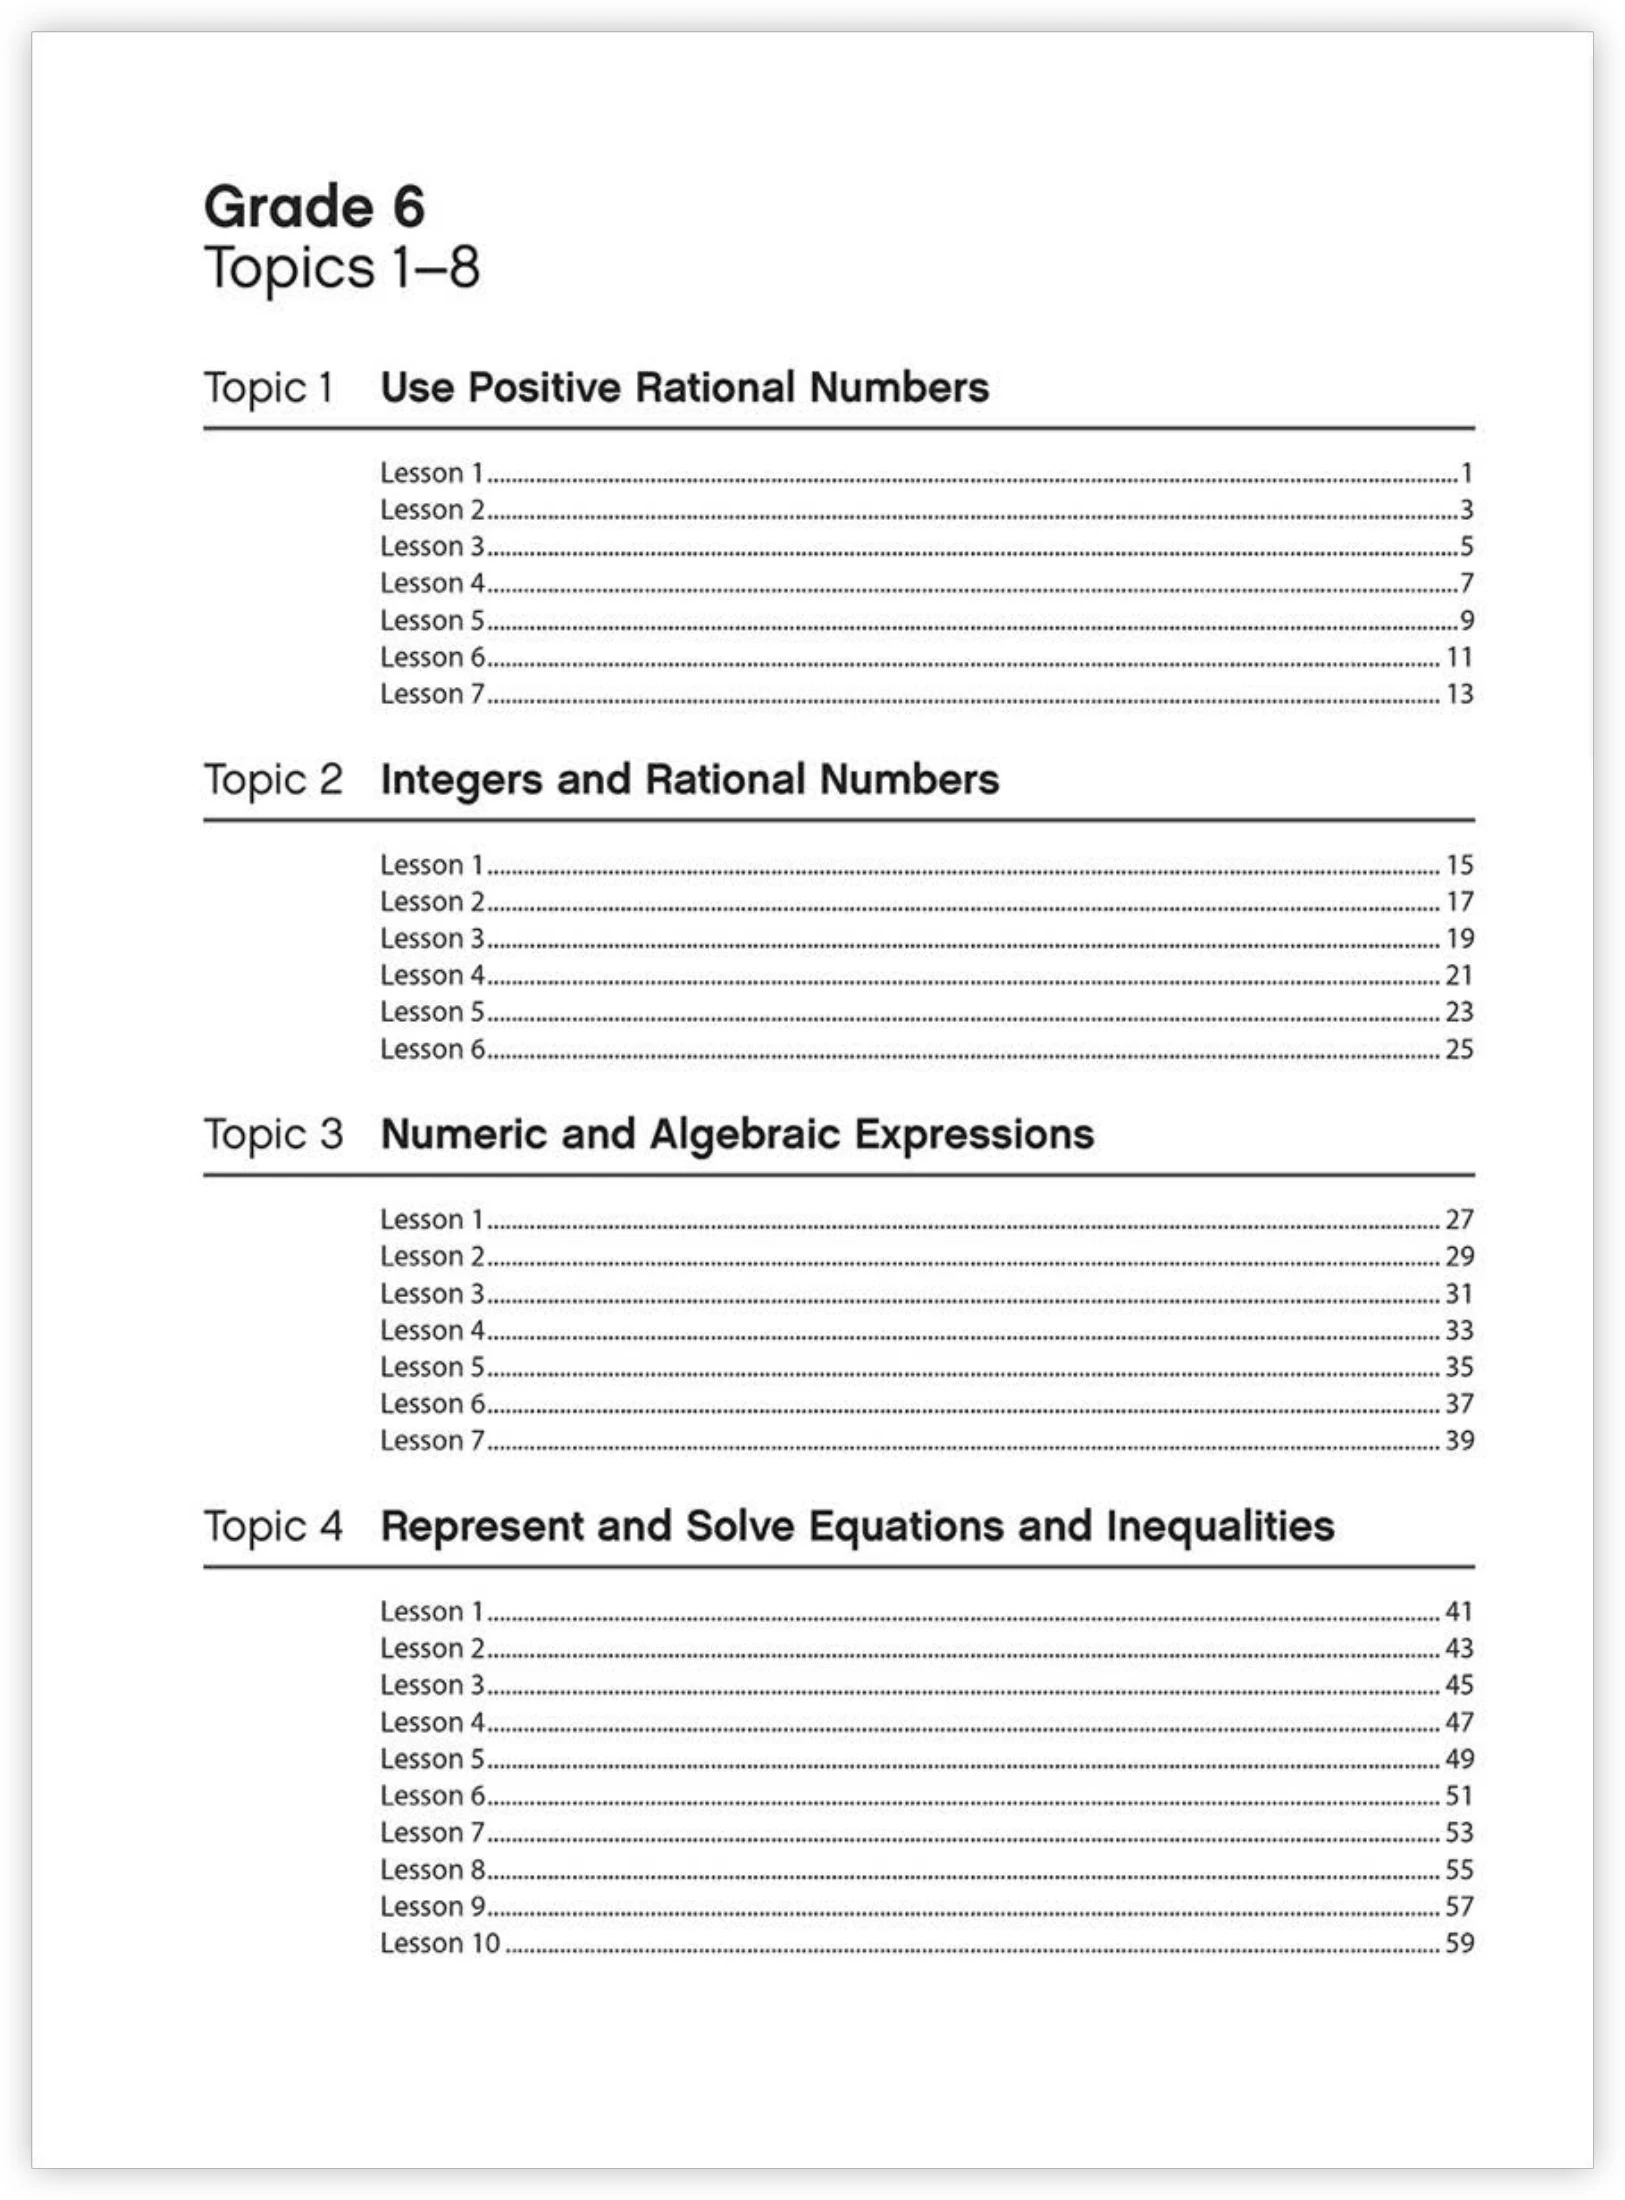 Grade 6
Topics 1–8
Topic 1 Use Positive Rational Numbers
Lesson 1 1
Lesson 2 3
Lesson 3 5
Lesson 4 7
Lesson 5 9
Lesson 6 11
Lesson 7 13
Topic 2 Integers and Rational Numbers
Lesson 1 15
Lesson 2 17
Lesson 3 19
Lesson 4 21
Lesson 5 23
Lesson 6 25
Topic 3 Numeric and Algebraic Expressions
Lesson 1 27
Lesson 2 29
Lesson 3 31
Lesson 4 33
Lesson 5 35
Lesson 6 37
Lesson 7 39
Topic 4 Represent and Solve Equations and Inequalities
Lesson 1 41
Lesson 2 43
Lesson 3 45
Lesson 4 47
Lesson 5 49
Lesson 6 51
Lesson 7 53
Lesson 8 55
Lesson 9 57
Lesson 10 59